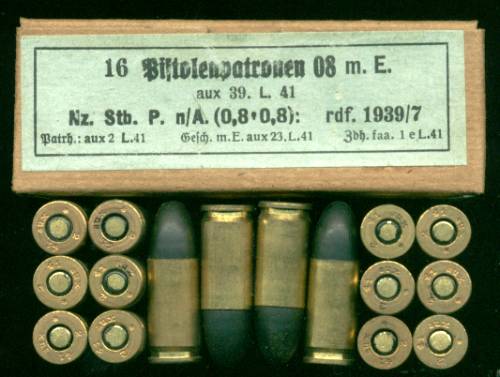 16 Pistolenpatronen 08 m. E.
aux 39. L. 41
Nz. Stb. P. n/A. (0,8•0,8): rdf. 1939/7
Patrh.: aux 2 L.41 Gesch. m.E. aux 23. L.41: Zdh. faa. 1 e L.41